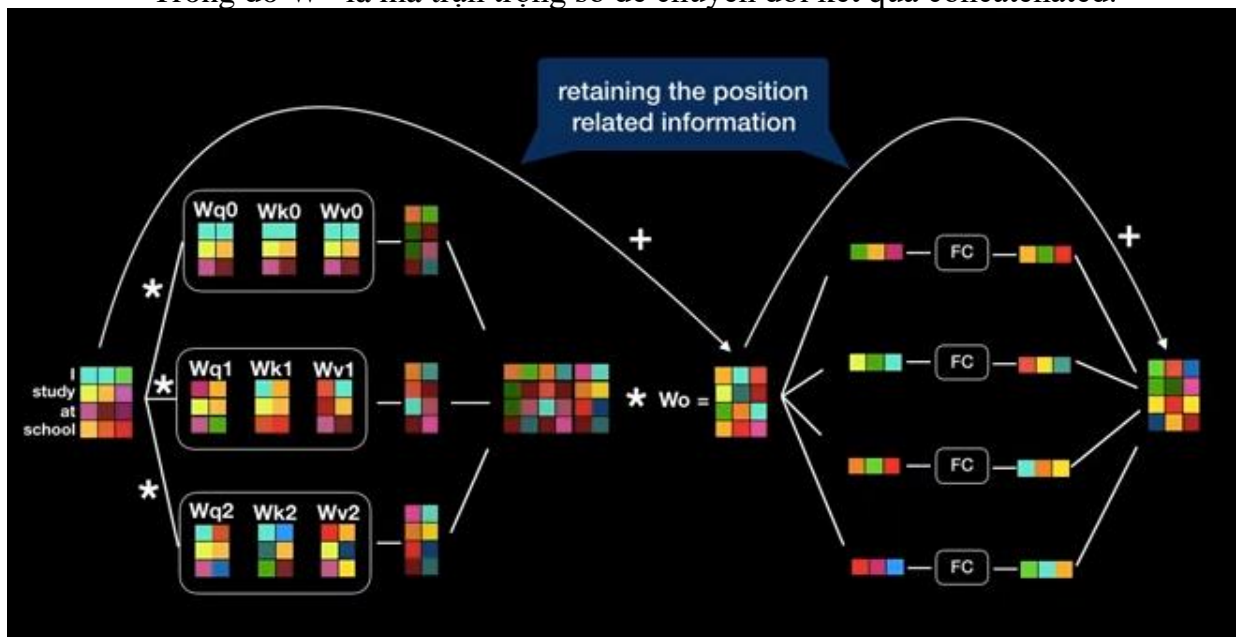 retaining the position
related information
+
+
Wq0 Wk0 Wv0
FC
*
I
study
at
school
*
Wq1 Wk1 Wv1
* Wo =
FC
*
Wq2 Wk2 Wv2
FC
FC